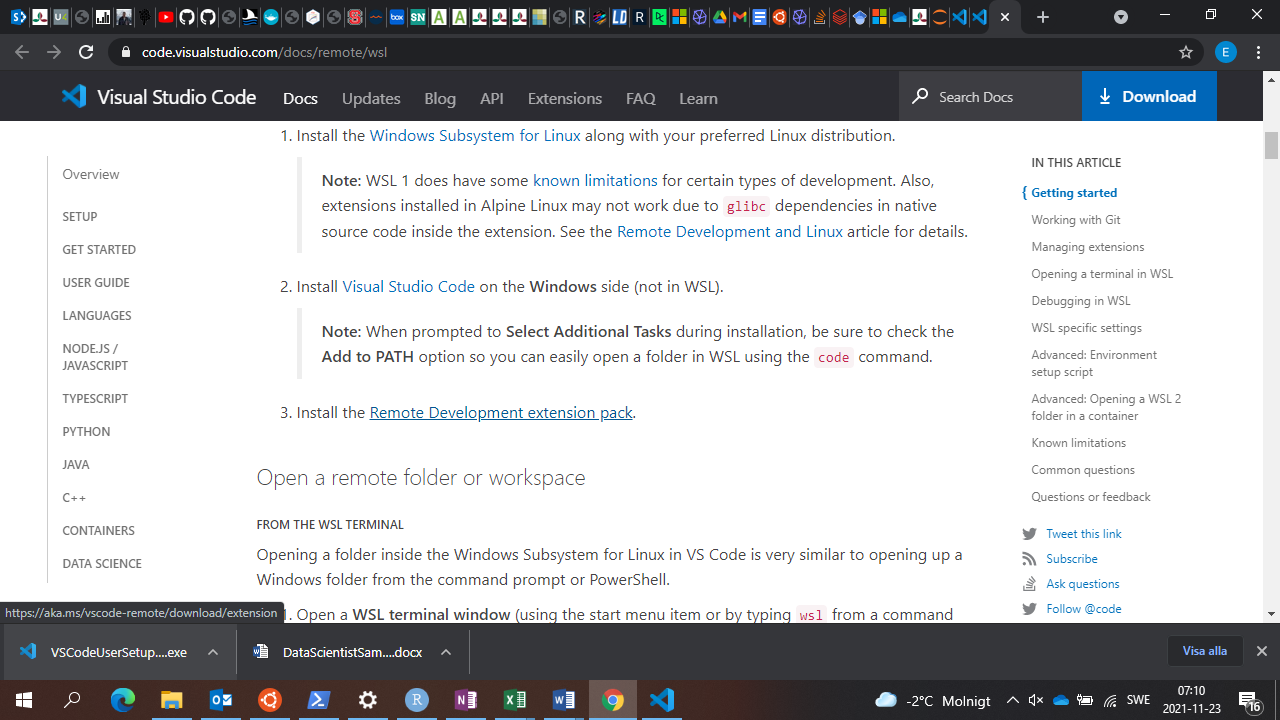 code.visualstudio.com/docs/remote/wsl
E
Visual Studio Code
Docs
Updates
Blog
API
Extensions
FAQ
Learn
Search Docs
Download
Overview
SETUP
GET STARTED
USER GUIDE
LANGUAGES
NODE.JS /
JAVASCRIPT
TYPESCRIPT
PYTHON
JAVA
C++
CONTAINERS
DATA SCIENCE
1. Install the Windows Subsystem for Linux along with your preferred Linux distribution.
Note: WSL 1 does have some known limitations for certain types of development. Also,
extensions installed in Alpine Linux may not work due to glibc dependencies in native
source code inside the extension. See the Remote Development and Linux article for details.
2. Install Visual Studio Code on the Windows side (not in WSL).
Note: When prompted to Select Additional Tasks during installation, be sure to check the
Add to PATH option so you can easily open a folder in WSL using the code command.
3. Install the Remote Development extension pack.
Open a remote folder or workspace
FROM THE WSL TERMINAL
Opening a folder inside the Windows Subsystem for Linux in VS Code is very similar to opening up a
Windows folder from the command prompt or PowerShell.
1. Open a WSL terminal window (using the start menu item or by typing wsl from a command
IN THIS ARTICLE
Getting started
Working with Git
Managing extensions
Opening a terminal in WSL
Debugging in WSL
WSL specific settings
Advanced: Environment
setup script
Advanced: Opening a WSL 2
folder in a container
Known limitations
Common questions
Questions or feedback
Tweet this link
Subscribe
Ask questions
Follow @code
https://aka.ms/vscode-remote/download/extension
VSCodeUserSetup....exe
DataScientistSam....docx
Visa alla
-2°C Molnigt
SWE
07:10
2021-11-23
16